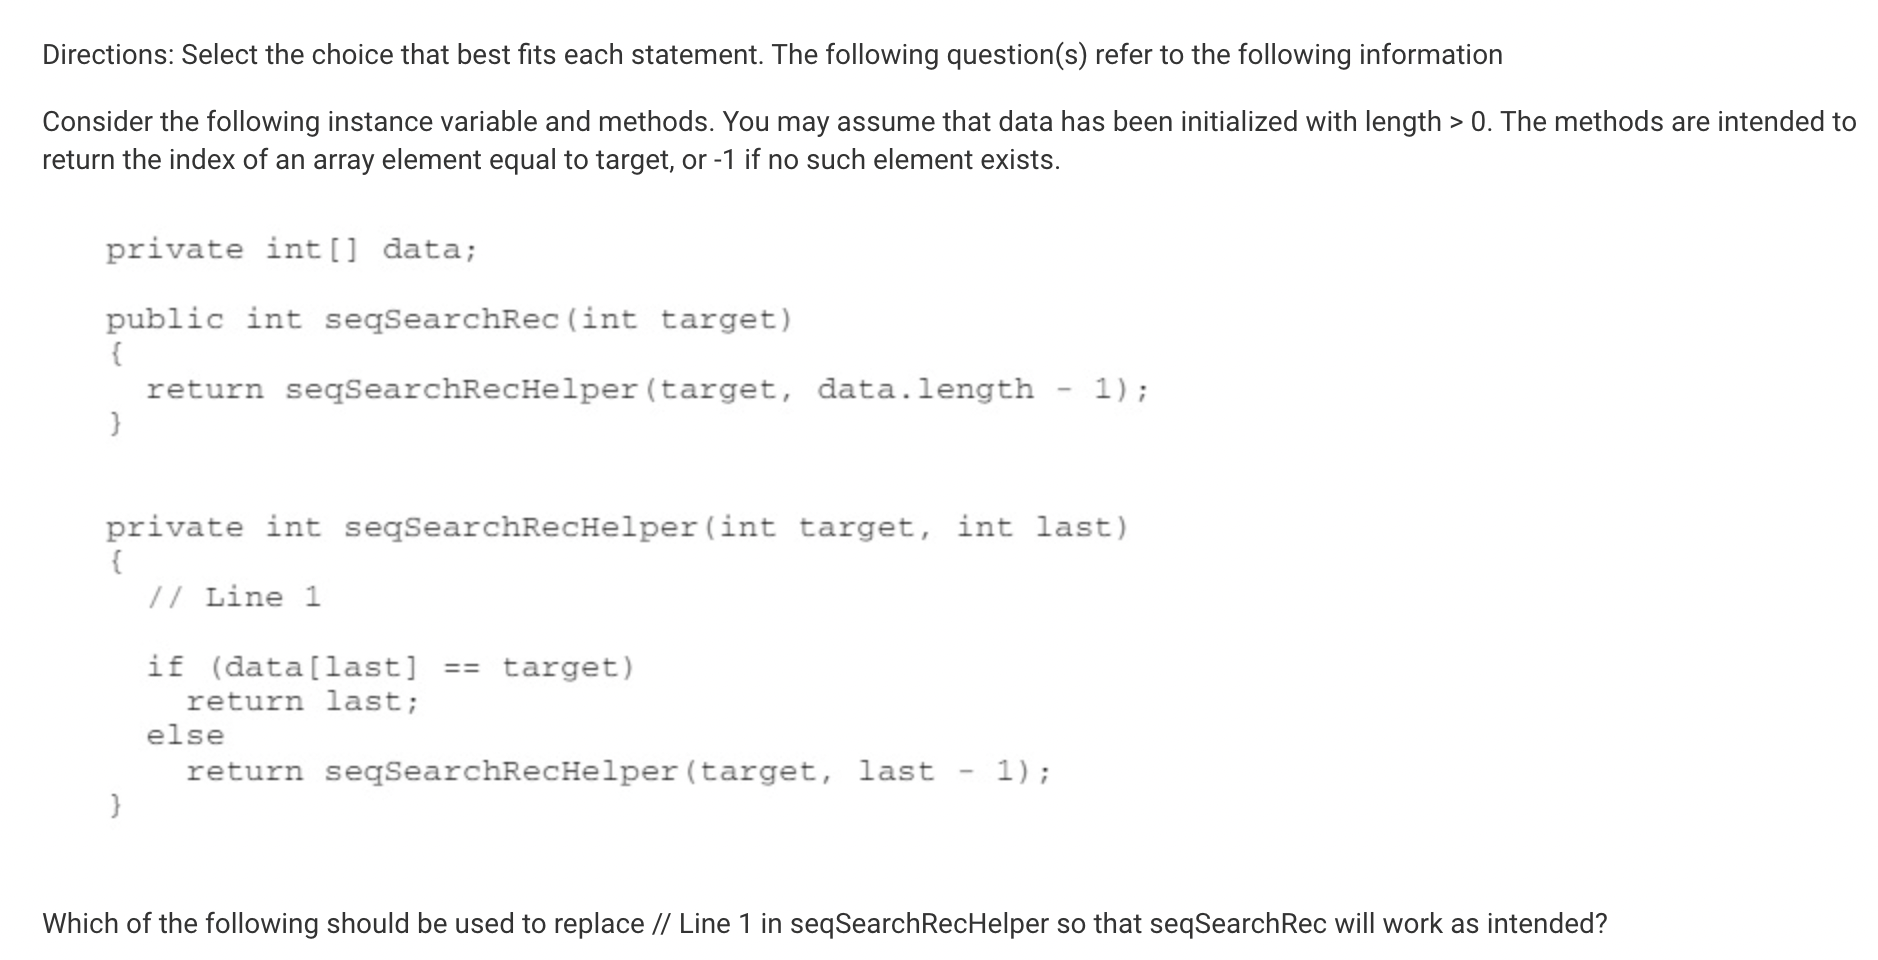 Directions: Select the choice that best fits each statement. The following question(s) refer to the following information
Consider the following instance variable and methods. You may assume that data has been initialized with length > 0. The methods are intended to
return the index of an array element equal to target, or -1 if no such element exists.
private int[] data;
public int seqSearchRec(int target)
{
return seqSearchRecHelper(target, data.length - 1);
}
private int seqSearchRecHelper(int target, int last)
{
// Line 1
if (data[last] == target)
return last;
else
return seqSearchRecHelper(target, last - 1);
}
Which of the following should be used to replace // Line 1 in seqSearchRecHelper so that seqSearchRec will work as intended?